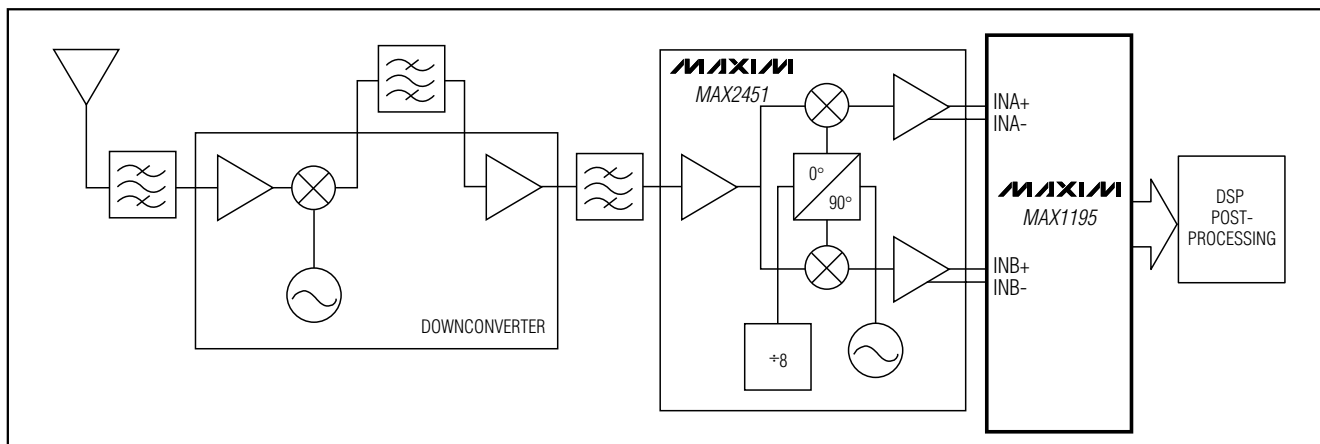 MAXIM
MAX2451
INA+
INA-
0°
90°
MAXIM
MAX1195
DSP
POST-
PROCESSING
INB+
INB-
DOWNCONVERTER
÷8